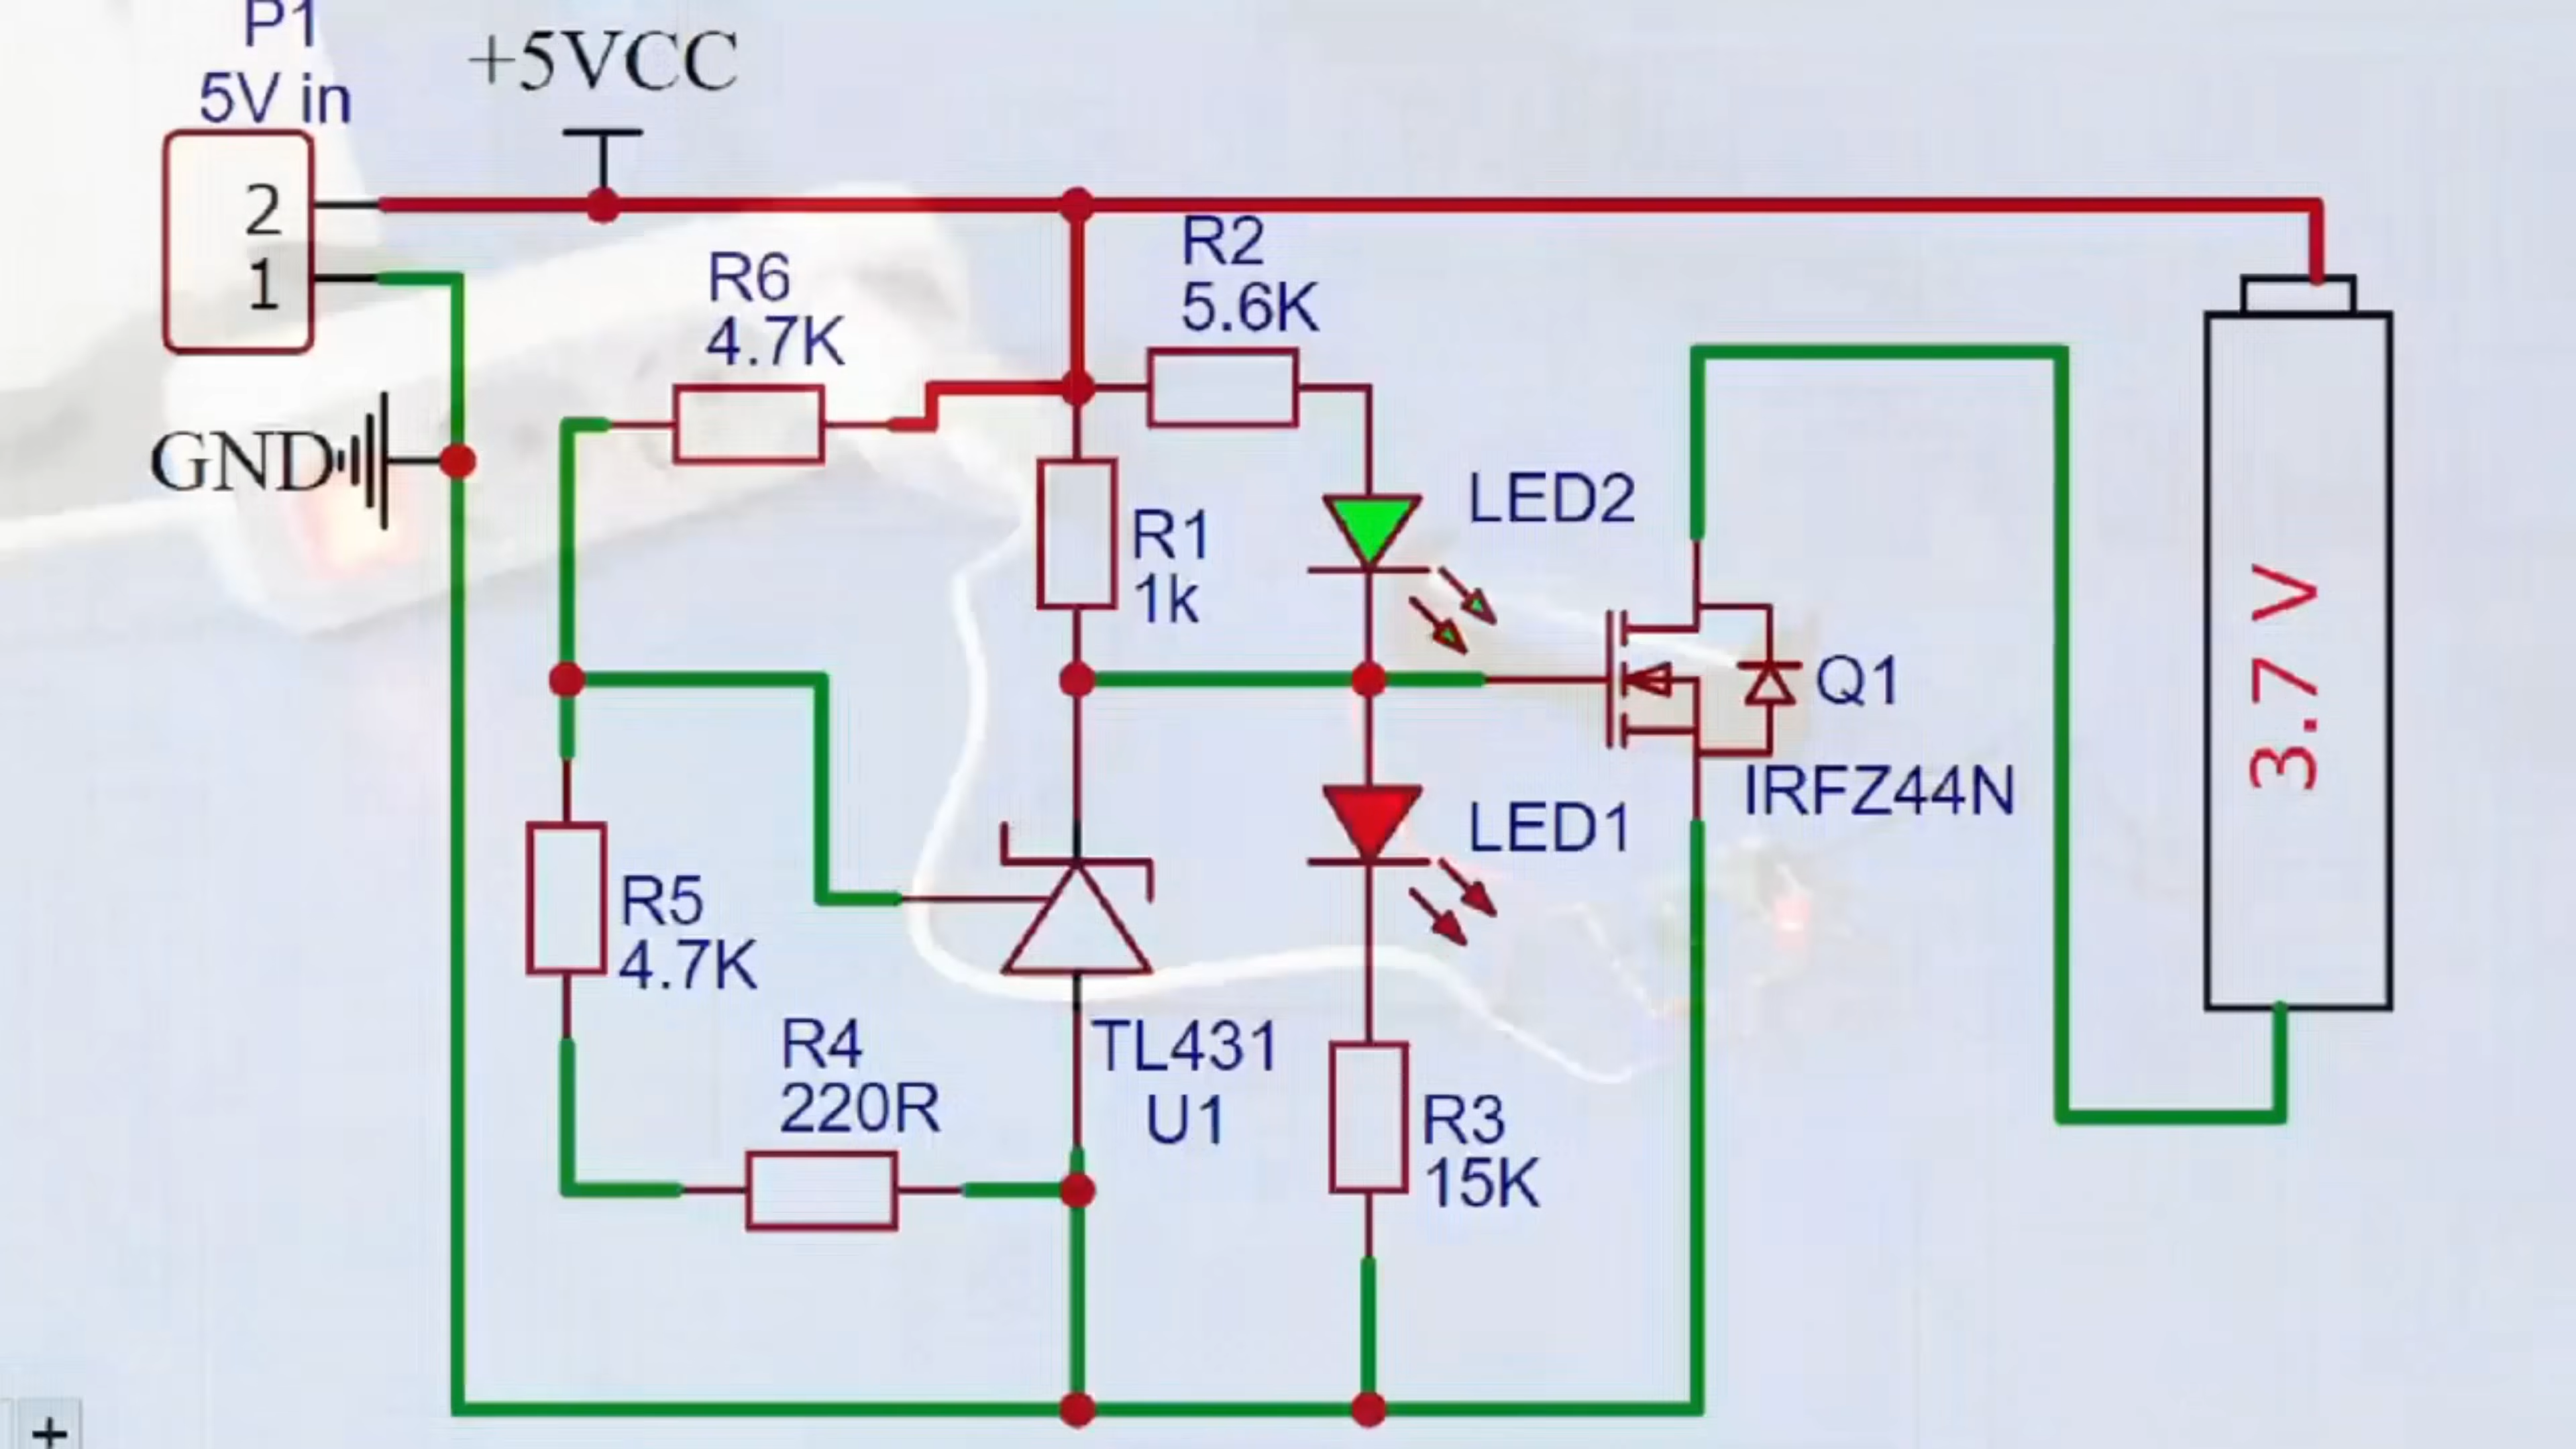 P1
5V in
+5VCC
2
1
GND
R6
4.7K
R2
5.6K
R1
1k
LED2
Q1
IRFZ44N
3.7 V
LED1
R5
4.7K
R4
220R
TL431
U1
R3
15K
+